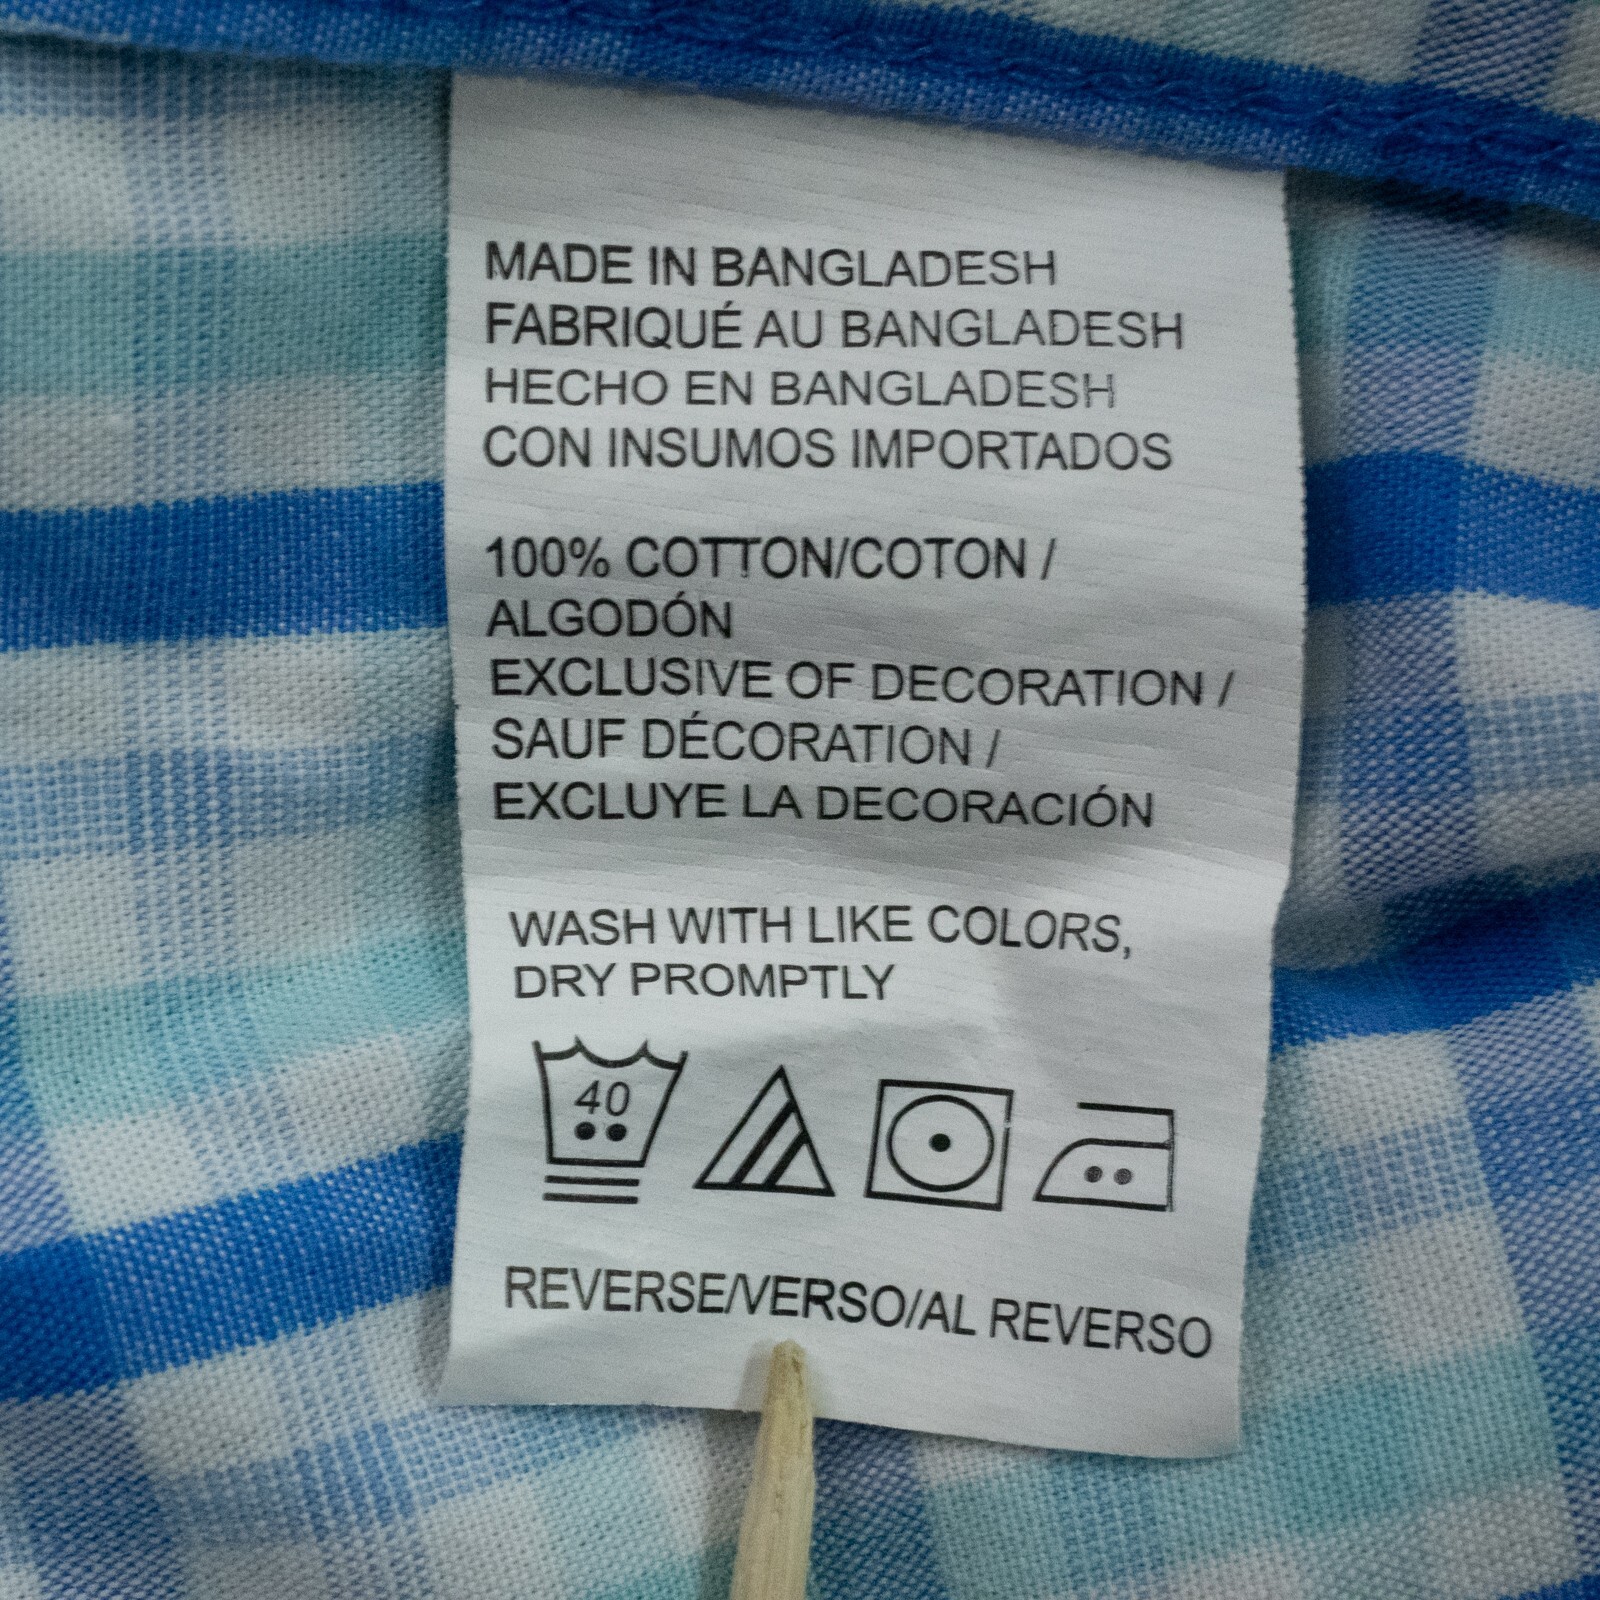 MADE IN BANGLADESH
FABRIQUÉ AU BANGLADESH
HECHO EN BANGLADESH
CON INSUMOS IMPORTADOS
100% COTTON/COTON /
ALGODÓN
EXCLUSIVE OF DECORATION /
SAUF DÉCORATION /
EXCLUYE LA DECORACIÓN
WASH WITH LIKE COLORS,
DRY PROMPTLY
40
REVERSE/VERSO/AL REVERSO